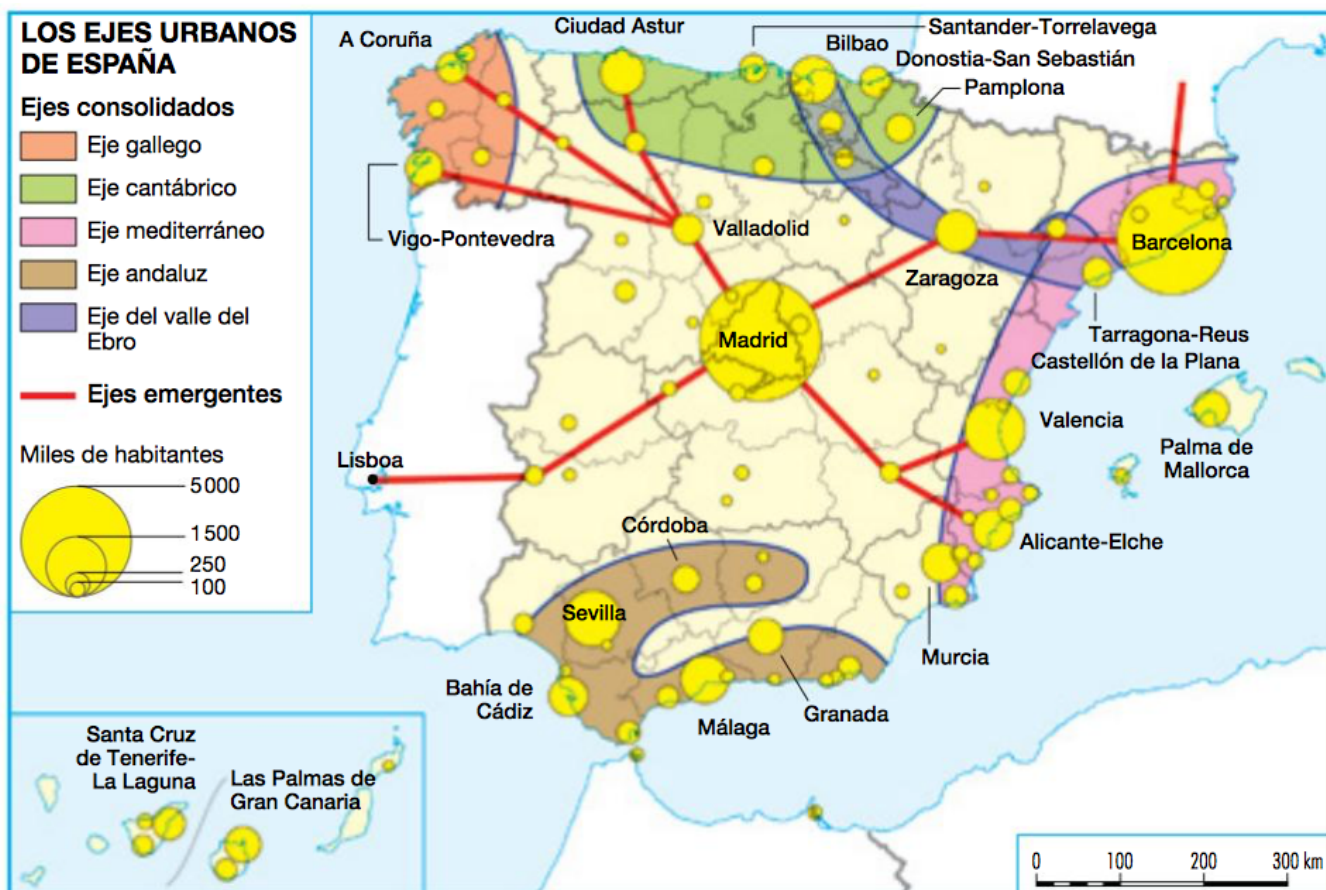 LOS EJES URBANOS
DE ESPAÑA
Ejes consolidados
Eje gallego
Eje cantábrico
Eje mediterráneo
Eje andaluz
Eje del valle del
Ebro
Ejes emergentes
Miles de habitantes
5 000
1 500
250
100
A Coruña
Ciudad Astur
Santander-Torrelavega
Bilbao
Donostia-San Sebastián
Pamplona
Vigo-Pontevedra
Valladolid
Zaragoza
Barcelona
Tarragona-Reus
Castellón de la Plana
Madrid
Valencia
Palma de
Mallorca
Lisboa
Alicante-Elche
Córdoba
Sevilla
Murcia
Bahía de
Cádiz
Málaga
Granada
Santa Cruz
de Tenerife-
La Laguna
Las Palmas de
Gran Canaria
0 100 200 300 km